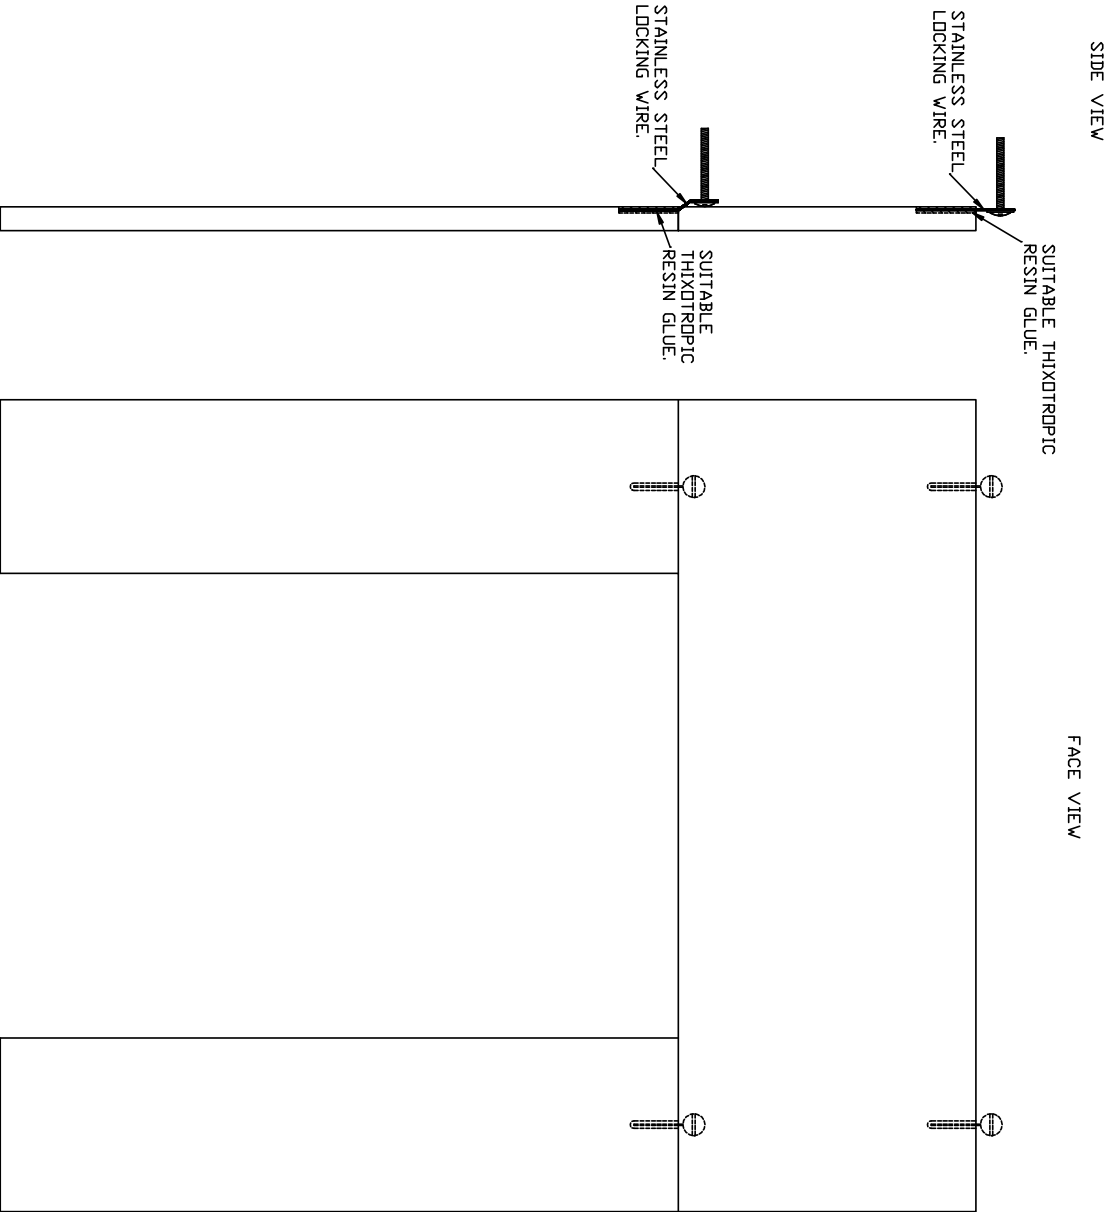 SIDE VIEW
FACE VIEW
SUITABLE THIXOTROPIC
RESIN GLUE.
STAINLESS STEEL
LOCKING WIRE.
SUITABLE
THIXOTROPIC
RESIN GLUE.
STAINLESS STEEL
LOCKING WIRE.